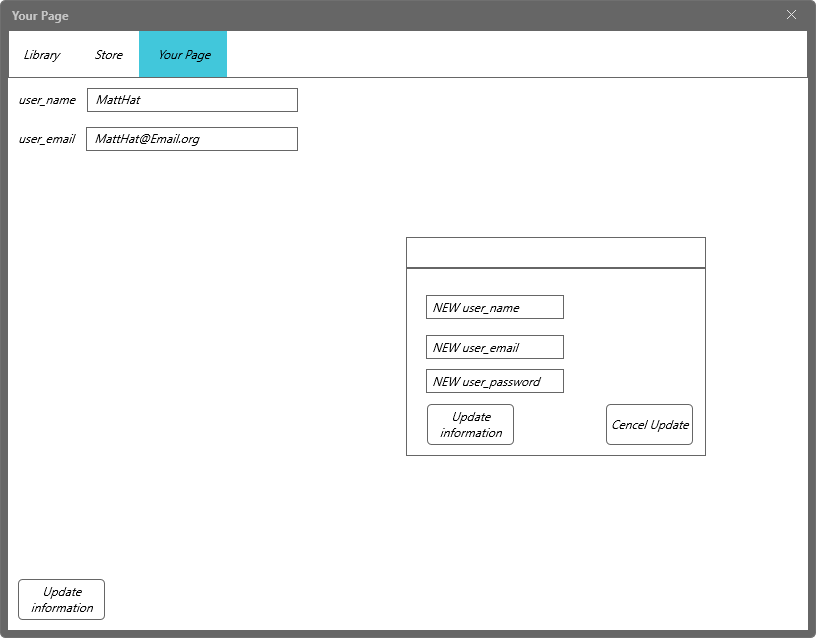 Your Page
Library Store Your Page
user_name MattHat
user_email MattHat@Email.org
NEW user_name
NEW user_email
NEW user_password
Update
information
Cencel Update
Update
information